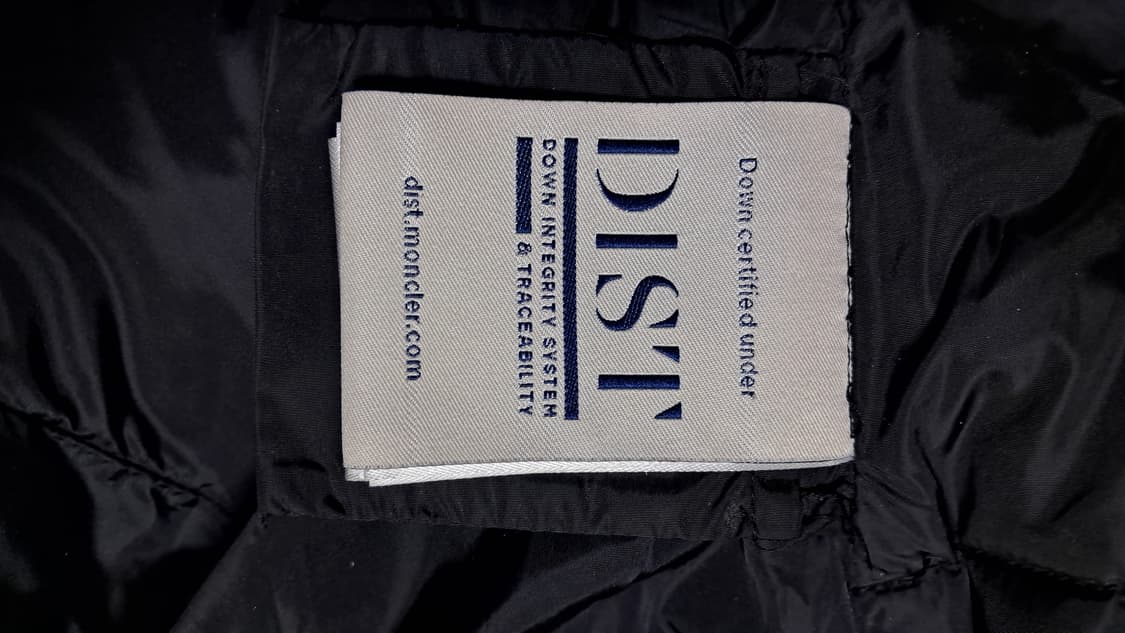 Down certified under
DIST
DOWN INTEGRITY SYSTEM
& TRACEABILITY
dist.moncler.com